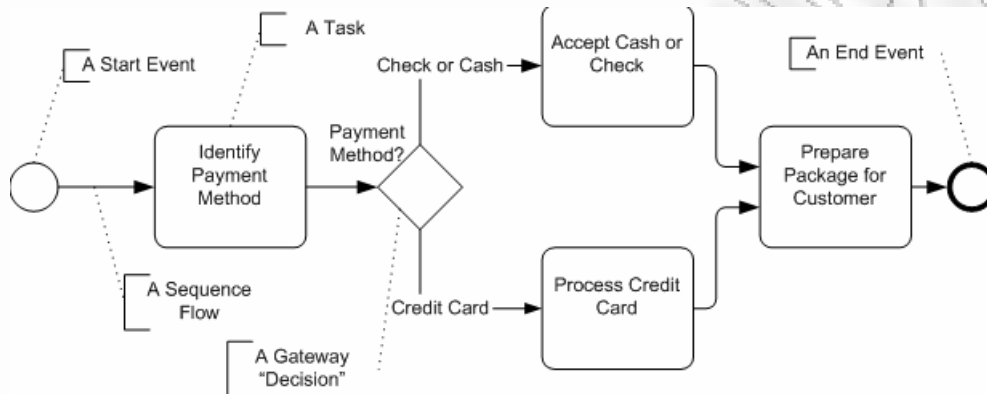 A Task
A Start Event
Accept Cash or
Check
An End Event
Check or Cash
Payment
Method?
Identify
Payment
Method
Prepare
Package for
Customer
A Sequence
Flow
Credit Card
Process Credit
Card
A Gateway
“Decision”